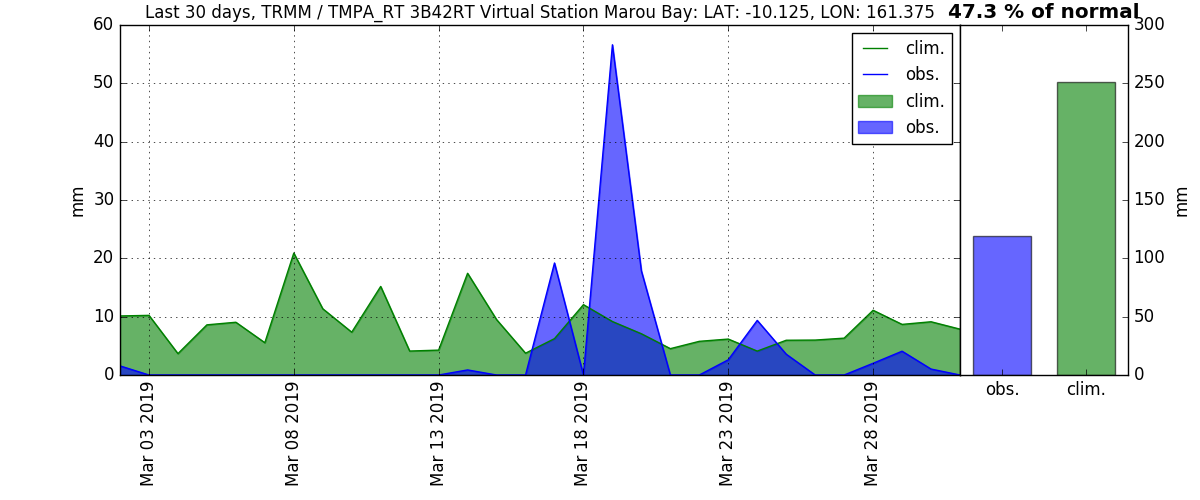 Last 30 days, TRMM / TMPA_RT 3B42RT Virtual Station Marou Bay: LAT: -10.125, LON: 161.375 47.3 % of normal
60
50
40
30
20
10
0
mm
clim.
obs.
clim.
obs.
Mar 03 2019
Mar 08 2019
Mar 13 2019
Mar 18 2019
Mar 23 2019
Mar 28 2019
300
250
200
150
100
50
0
mm
obs. clim.